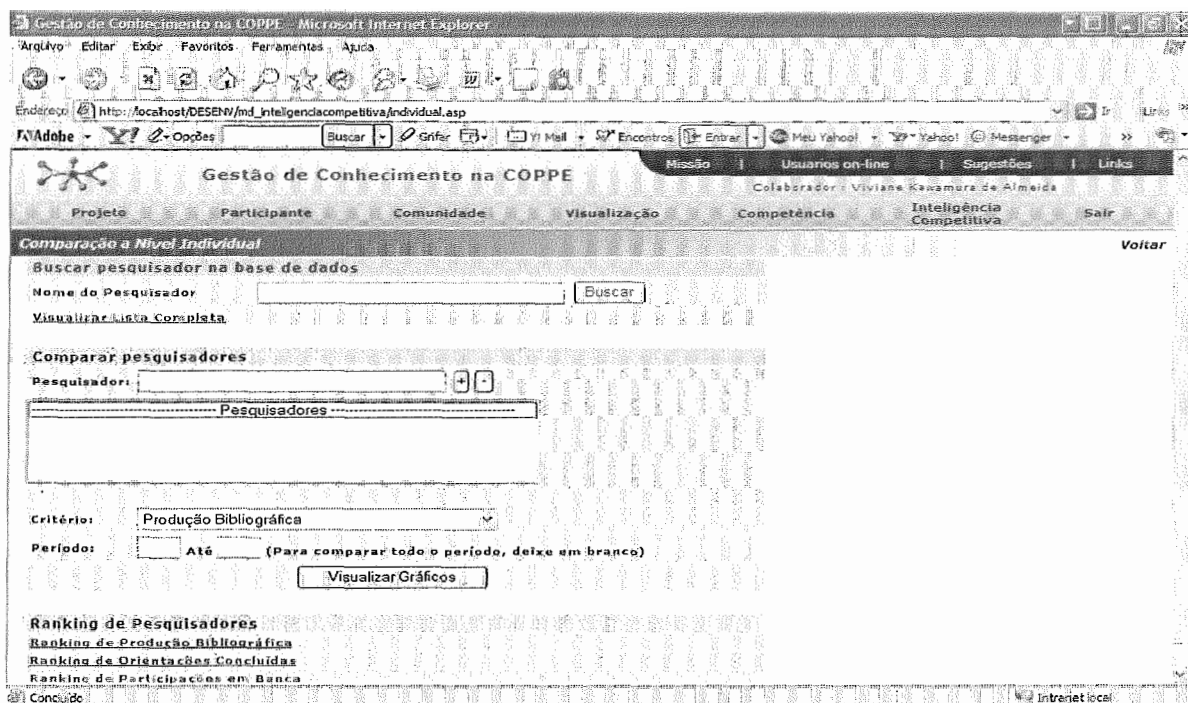 Gestão de Conhecimento na COPPE - Microsoft Internet Explorer
Arquivo Editar Exibir Favoritos Ferramentas Ajuda
Endereço http://localhost/DESENV/md_inteligenciacompetitiva/individual.asp Ir Links »
Adobe Y! Opções Buscar Grifar Y! Mail Encontros Entrar Meu Yahoo! Yahoo! Messenger »
Missão | Usuarios on-line | Sugestões | Links
Gestão de Conhecimento na COPPE
Colaborador : Viviane Kawamura de Almeida
Projeto Participante Comunidade Visualização Competência Inteligência Competitiva Sair
Comparação a Nivel Individual Voltar
Buscar pesquisador na base de dados
Nome do Pesquisador Buscar
Visualizar Lista Completa
Comparar pesquisadores
Pesquisador: + -
Pesquisadores
Critério: Produção Bibliográfica
Período: Até (Para comparar todo o período, deixe em branco)
Visualizar Gráficos
Ranking de Pesquisadores
Ranking de Produção Bibliográfica
Ranking de Orientações Concluídas
Ranking de Participações em Banca
Concluído Intranet local